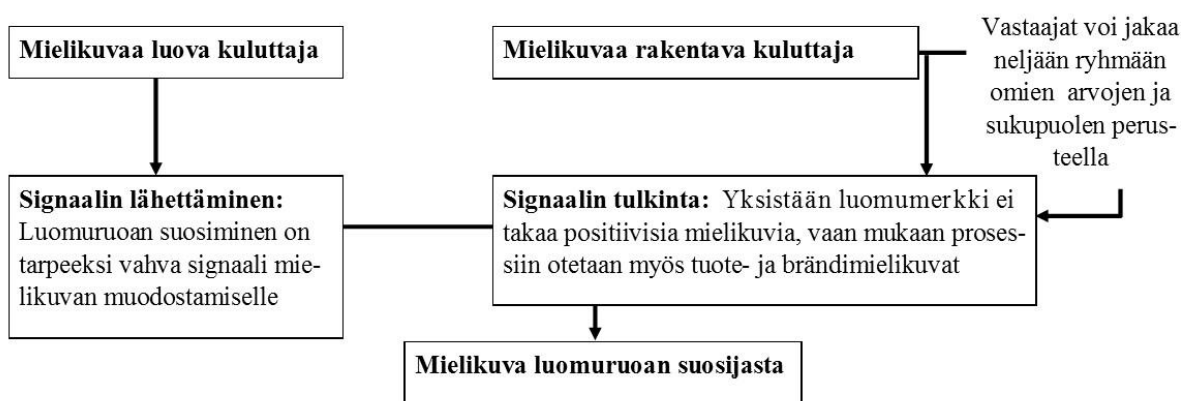 Mielikuvaa luova kuluttaja
Mielikuvaa rakentava kuluttaja
Vastaajat voi jakaa
neljään ryhmään
omien arvojen ja
sukupuolen perus-
teella
Signaalin lähettäminen:
Luomuruoan suosiminen on
tarpeeksi vahva signaali mie-
likuvan muodostamiselle
Signaalin tulkinta: Yksistään luomumerkki ei
takaa positiivisia mielikuvia, vaan mukaan proses-
siin otetaan myös tuote- ja brändimielikuvat
Mielikuva luomuruoan suosijasta